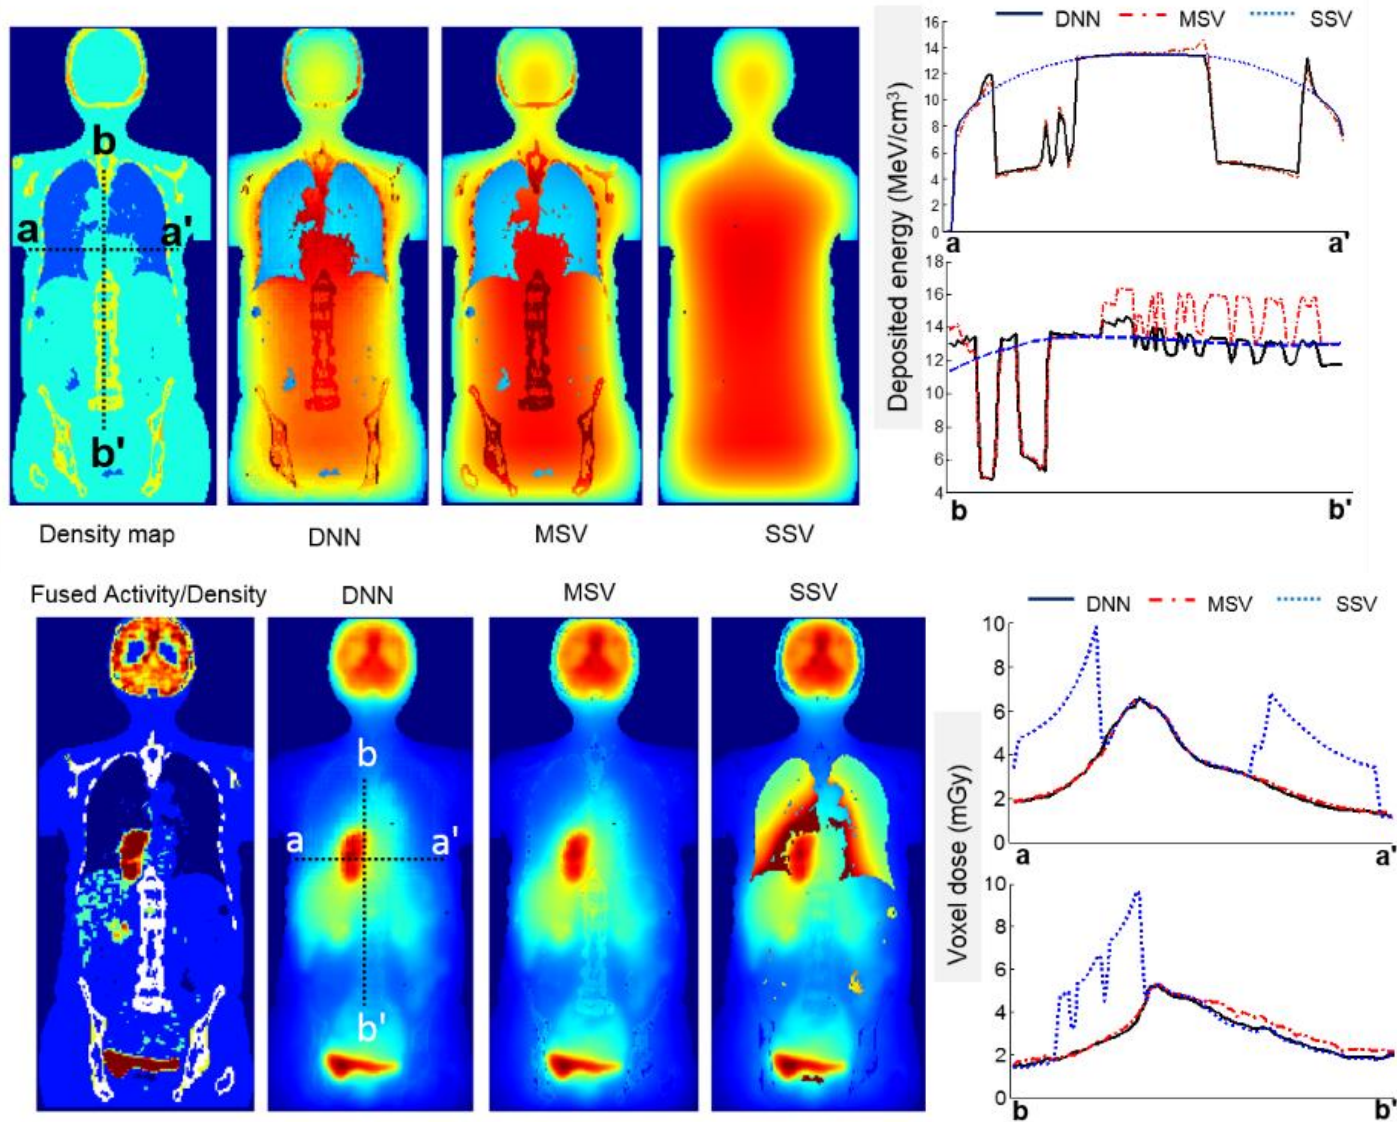 DNN MSV SSV
Deposited energy (MeV/cm³)
16
14
12
10
8
6
4
2
0
a a'
18
16
14
12
10
8
6
4
b b'
b
a a'
b'
Density map DNN MSV SSV
Fused Activity/Density DNN MSV SSV
b
a a'
b'
DNN MSV SSV
Voxel dose (mGy)
10
8
6
4
2
0
a a'
10
8
6
4
2
0
b b'